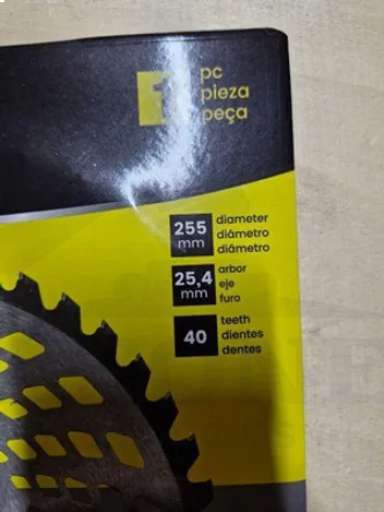 1 pc
pieza
peça
255 mm
diameter
diámetro
diâmetro
25,4 mm
arbor
eje
furo
40
teeth
dientes
dentes